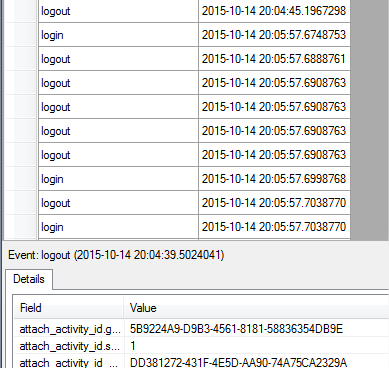 logout 2015-10-14 20:04:45.1967298
login 2015-10-14 20:05:57.6748753
logout 2015-10-14 20:05:57.6888761
login 2015-10-14 20:05:57.6908763
logout 2015-10-14 20:05:57.6908763
logout 2015-10-14 20:05:57.6908763
logout 2015-10-14 20:05:57.6908763
login 2015-10-14 20:05:57.6998768
logout 2015-10-14 20:05:57.7038770
login 2015-10-14 20:05:57.7038770
Event: logout (2015-10-14 20:04:39.5024041)
Details
Field Value
attach_activity_id.g... 5B9224A9-D9B3-4561-8181-58836354DB9E
attach_activity_id.s... 1
attach_activity_id_... DD381272-431F-4E5D-AA90-74A75CA2329A